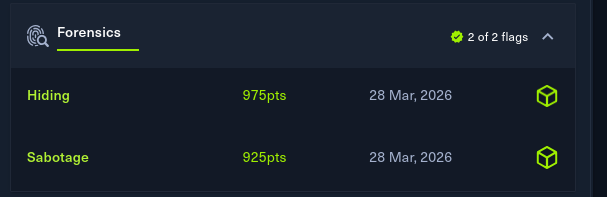 Forensics 2 of 2 flags
Hiding 975pts 28 Mar, 2026
Sabotage 925pts 28 Mar, 2026